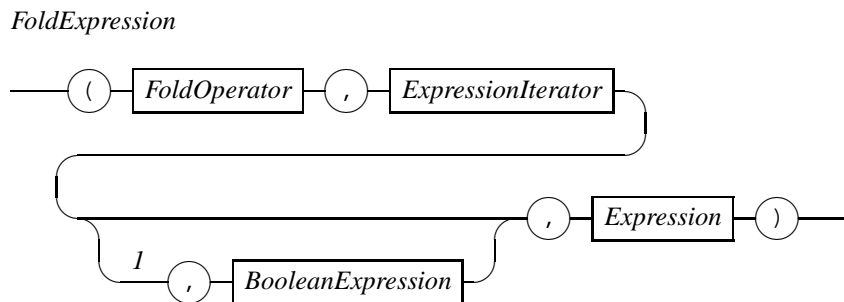 FoldExpression
( FoldOperator , ExpressionIterator
, Expression )
1 , BooleanExpression